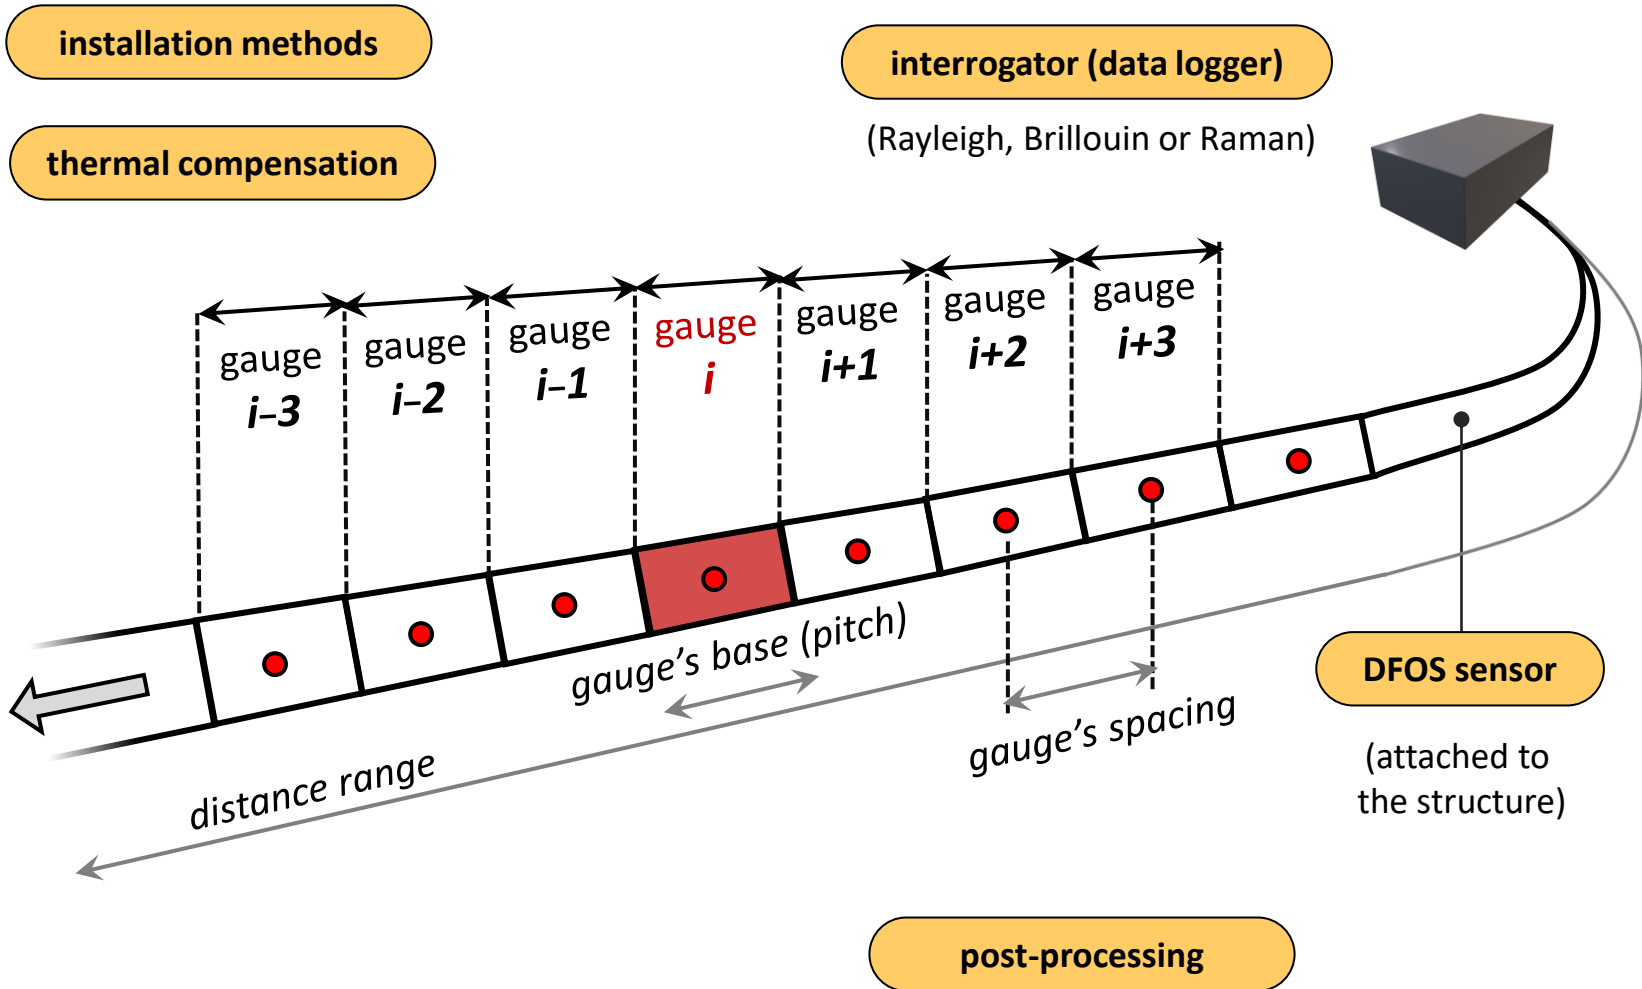 installation methods
interrogator (data logger)
(Rayleigh, Brillouin or Raman)
thermal compensation
gauge
i–3
gauge
i–2
gauge
i–1
gauge
i
gauge
i+1
gauge
i+2
gauge
i+3
gauge's base (pitch)
gauge's spacing
distance range
DFOS sensor
(attached to
the structure)
post-processing